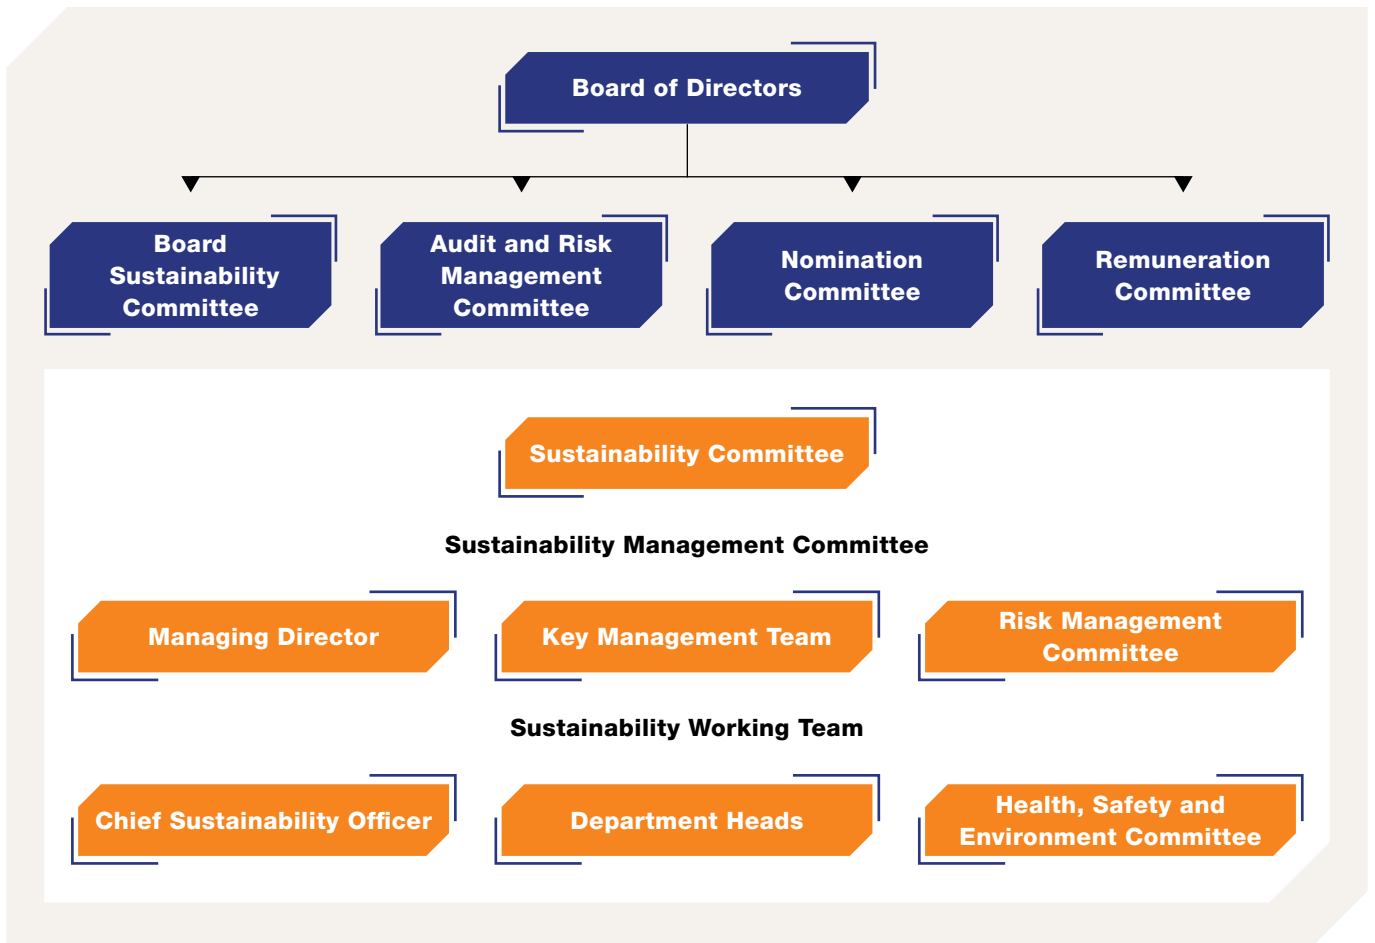 Board of Directors
Board
Sustainability
Committee
Audit and Risk
Management
Committee
Nomination
Committee
Remuneration
Committee
Sustainability Committee
Sustainability Management Committee
Managing Director
Key Management Team
Risk Management
Committee
Sustainability Working Team
Chief Sustainability Officer
Department Heads
Health, Safety and
Environment Committee